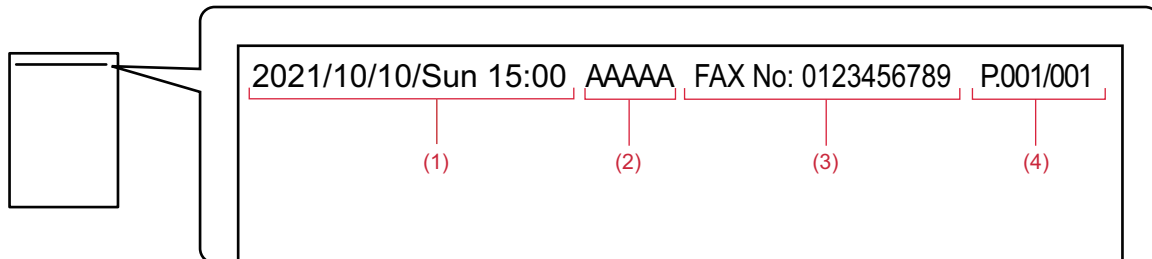 2021/10/10/Sun 15:00 AAAAA FAX No: 0123456789 P.001/001
(1) (2) (3) (4)